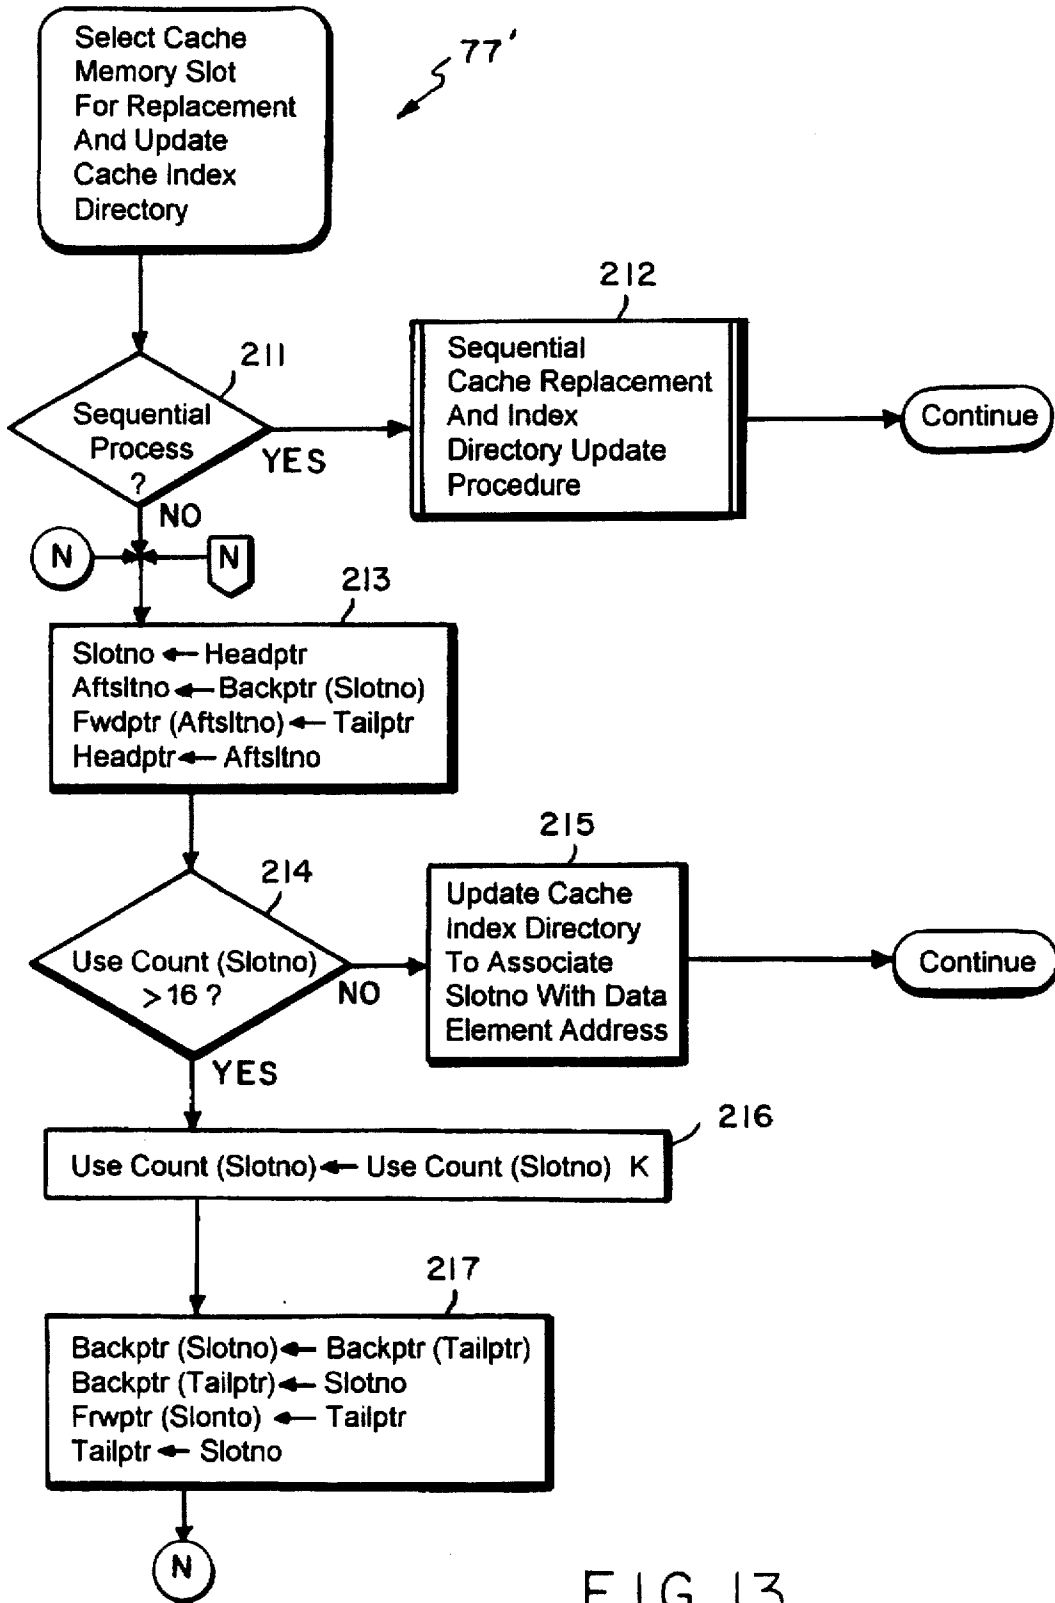 Select Cache
Memory Slot
For Replacement
And Update
Cache Index
Directory
77'
211
Sequential
Process
?
YES
NO
212
Sequential
Cache Replacement
And Index
Directory Update
Procedure
Continue
N
N
213
Slotno ← Headptr
Aftsltno ← Backptr (Slotno)
Fwdptr (Aftsltno) ← Tailptr
Headptr ← Aftsltno
214
Use Count (Slotno)
> 16 ?
NO
YES
215
Update Cache
Index Directory
To Associate
Slotno With Data
Element Address
Continue
216
Use Count (Slotno) ← Use Count (Slotno) K
217
Backptr (Slotno) ← Backptr (Tailptr)
Backptr (Tailptr) ← Slotno
Frwptr (Slonto) ← Tailptr
Tailptr ← Slotno
N
FIG. 13